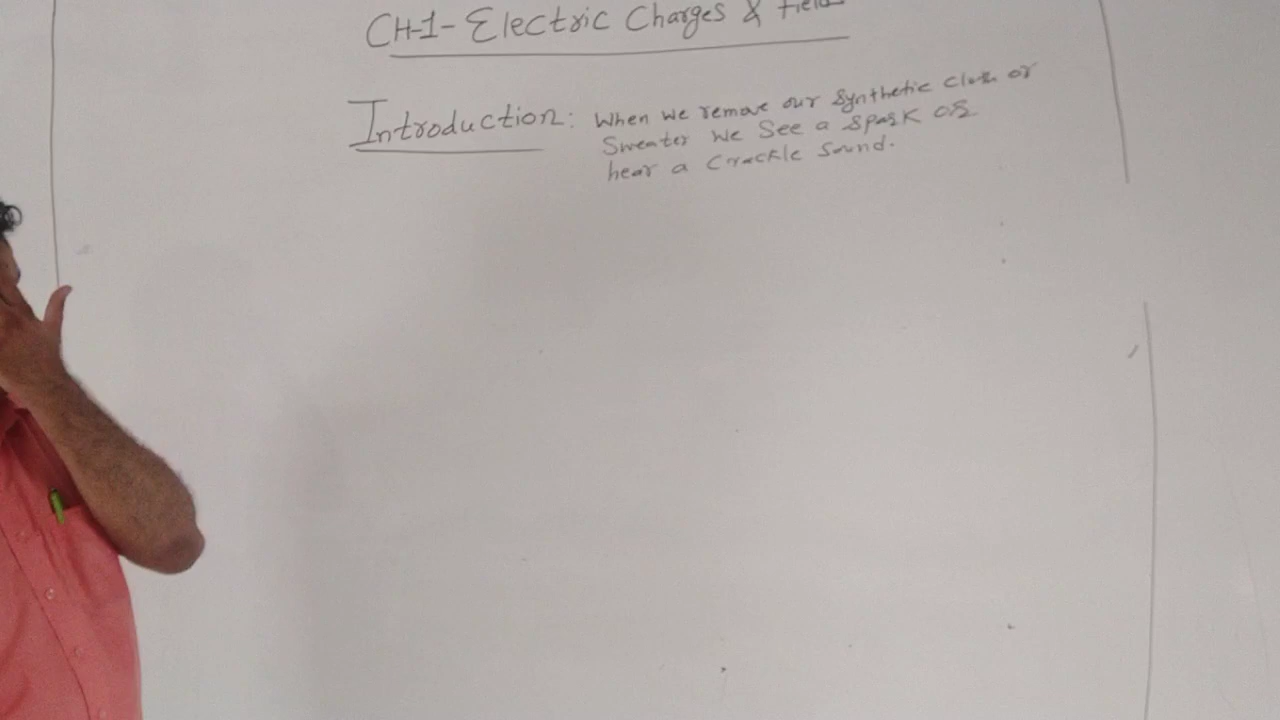 CH-1- Electric Charges & Field
Introduction: When we remove our Synthetic Cloth or
Sweater we See a Spark or
hear a Crackle Sound.